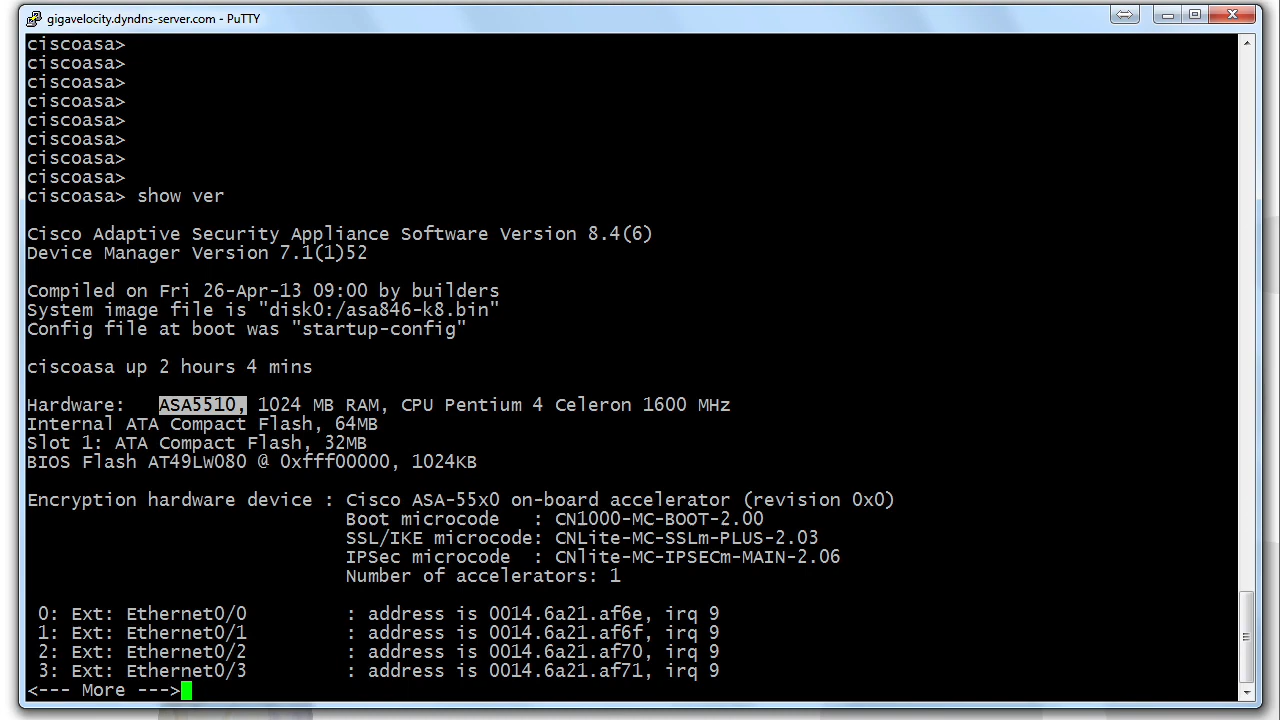 gigavelocity.dyndns-server.com - PuTTY
ciscoasa>
ciscoasa>
ciscoasa>
ciscoasa>
ciscoasa>
ciscoasa>
ciscoasa>
ciscoasa>
ciscoasa> show ver
Cisco Adaptive Security Appliance Software Version 8.4(6)
Device Manager Version 7.1(1)52
Compiled on Fri 26-Apr-13 09:00 by builders
System image file is "disk0:/asa846-k8.bin"
Config file at boot was "startup-config"
ciscoasa up 2 hours 4 mins
Hardware:   ASA5510, 1024 MB RAM, CPU Pentium 4 Celeron 1600 MHz
Internal ATA Compact Flash, 64MB
Slot 1: ATA Compact Flash, 32MB
BIOS Flash AT49LW080 @ 0xfff00000, 1024KB
Encryption hardware device : Cisco ASA-55x0 on-board accelerator (revision 0x0)
Boot microcode   : CN1000-MC-BOOT-2.00
SSL/IKE microcode: CNLite-MC-SSLm-PLUS-2.03
IPSec microcode  : CNlite-MC-IPSECm-MAIN-2.06
Number of accelerators: 1
0: Ext: Ethernet0/0         : address is 0014.6a21.af6e, irq 9
1: Ext: Ethernet0/1         : address is 0014.6a21.af6f, irq 9
2: Ext: Ethernet0/2         : address is 0014.6a21.af70, irq 9
3: Ext: Ethernet0/3         : address is 0014.6a21.af71, irq 9
<--- More --->